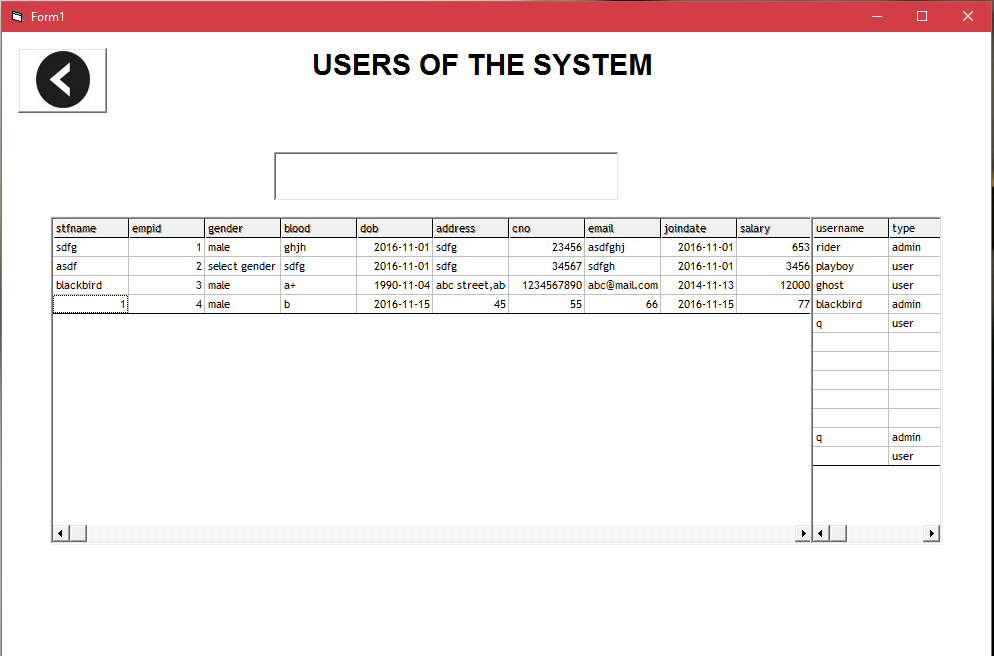 Form1
USERS OF THE SYSTEM
stfname empid gender blood dob address cno email joindate salary username type
sdfg 1 male ghjh 2016-11-01 sdfg 23456 asdfghj 2016-11-01 653 rider admin
asdf 2 select gender sdfg 2016-11-01 sdfg 34567 sdfgh 2016-11-01 3456 playboy user
blackbird 3 male a+ 1990-11-04 abc street,ab 1234567890 abc@mail.com 2014-11-13 12000 ghost user
1 4 male b 2016-11-15 45 55 66 2016-11-15 77 blackbird admin
q user
q admin
user